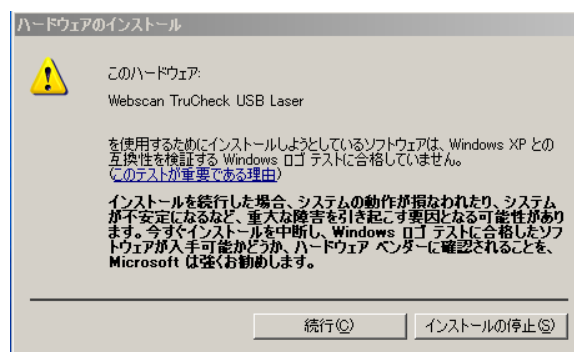 ハードウェアのインストール
このハードウェア:
Webscan TruCheck USB Laser
を使用するためにインストールしようとしているソフトウェアは、Windows XP との
互換性を検証する Windows ロゴ テストに合格していません。
(このテストが重要である理由)
インストールを続行した場合、システムの動作が損なわれたり、システム
が不安定になるなど、重大な障害を引き起こす要因となる可能性があり
ます。今すぐインストールを中断し、Windows ロゴ テストに合格したソフ
トウェアが入手可能かどうか、ハードウェア ベンダーに確認されることを、
Microsoft は強くお勧めします。
続行(C)
インストールの停止(S)